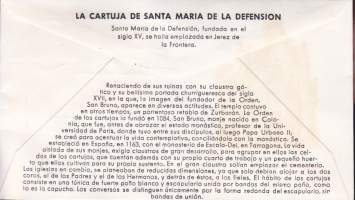 LA CARTUJA DE SANTA MARIA DE LA DEFENSION
Santa María de la Defensión, fundada en el
siglo XV, se halla emplazada en Jerez de
la Frontera.
Renaciendo de sus ruinas con su claustro gó-
tico y su bellísima portada churrigueresca del siglo
XVII, en la que, la imagen del fundador de la Orden,
San Bruno, aparece en diversas actitudes. El templo contuvo
en otros tiempos, un portentoso retablo de Zurbarán. La Orden
de los cartujos la fundó en 1084, San Bruno, monje nacido en Colo-
nia, que fue, antes de abrazar el estado monástico, profesor de la Univer-
sidad de París, donde tuvo entre sus discípulos, al luego Papa Urbano II;
se creó para acentuar la vida contemplativa, conciliándola con la monástica. Se
estableció en España, en 1163, con el monasterio de Escala-Dei, en Tarragona. La vida
aislada de sus monjes, exigía claustros de gran desarrollo, para agrupar en ellos las cel-
das de los cartujos, que cuentan además con su propio cuarto de trabajo y un pequeño huer-
to que ellos cultivan para su propio sustento. En el gran claustro solían emplazar el cementerio.
Las iglesias en cambio, se planeaban de reducidas dimensiones, ya que solo debían alojar a los dos
coros, el de los Padres y el de los Hermanos, y detrás de éstos, a los fieles. El hábito de los cartujos
consiste en una túnica de fuerte paño blanco y escapulario unido por bandas del mismo paño, como
lo es la capucha. Los conversos se distinguen únicamente por la forma redonda del escapulario, sin
bandas de unión.